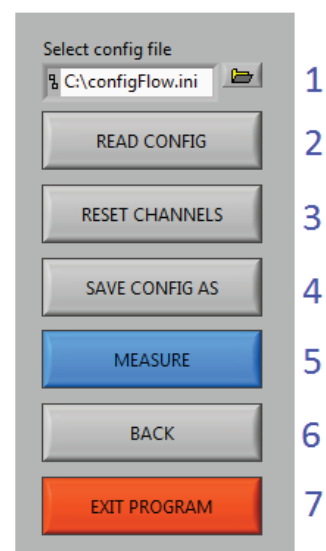 Select config file
C:\configFlow.ini 1
READ CONFIG 2
RESET CHANNELS 3
SAVE CONFIG AS 4
MEASURE 5
BACK 6
EXIT PROGRAM 7